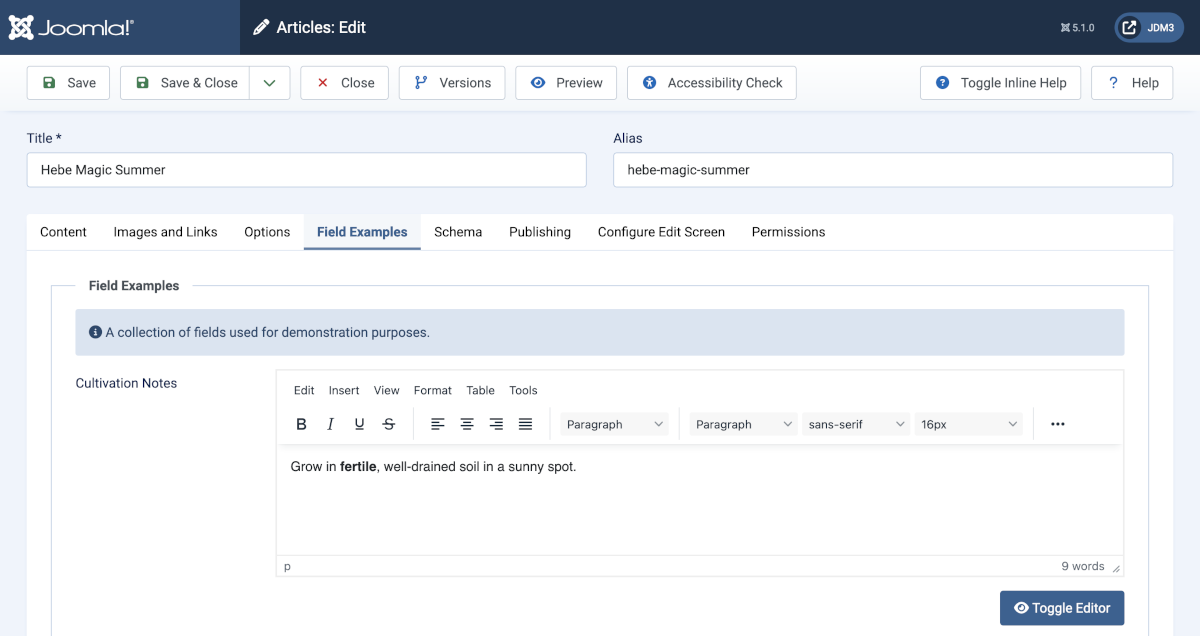 Joomla!® Articles: Edit 5.1.0 JDM3
Save Save & Close Close Versions Preview Accessibility Check Toggle Inline Help ? Help
Title * Alias
Hebe Magic Summer hebe-magic-summer
Content Images and Links Options Field Examples Schema Publishing Configure Edit Screen Permissions
Field Examples
A collection of fields used for demonstration purposes.
Cultivation Notes
Edit Insert View Format Table Tools
B I U S Paragraph Paragraph sans-serif 16px
Grow in fertile, well-drained soil in a sunny spot.
p 9 words
Toggle Editor